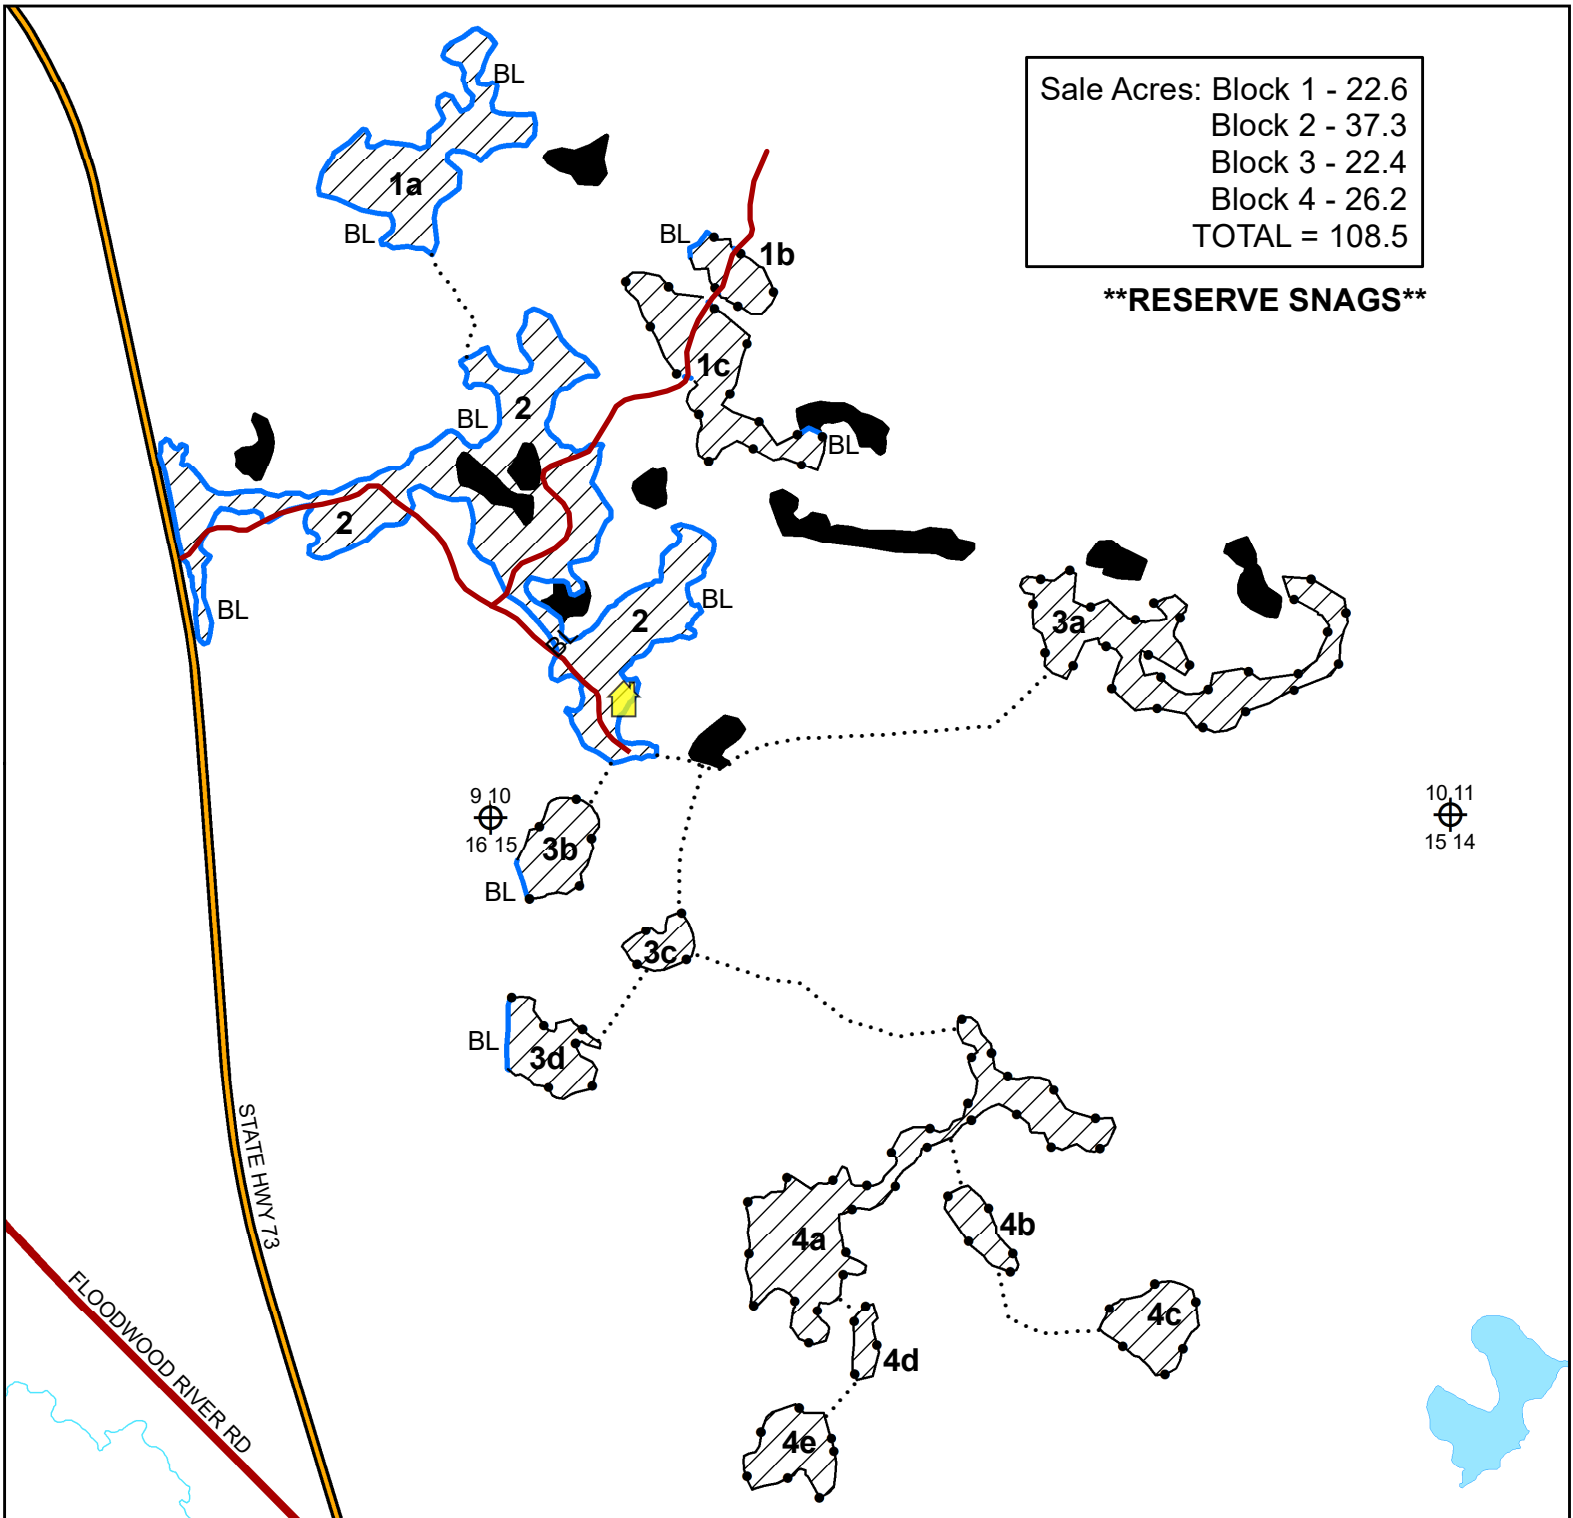 BL
Sale Acres: Block 1 - 22.6
Block 2 - 37.3
Block 3 - 22.4
Block 4 - 26.2
TOTAL = 108.5
**RESERVE SNAGS**
1a
BL
BL
1b
1c
2
BL
BL
2
BL
2
BL
BL
3a
9 10
16 15
10 11
15 14
3b
BL
3c
BL
3d
STATE HWY 73
4a
4b
4c
4d
4e
FLOODWOOD RIVER RD